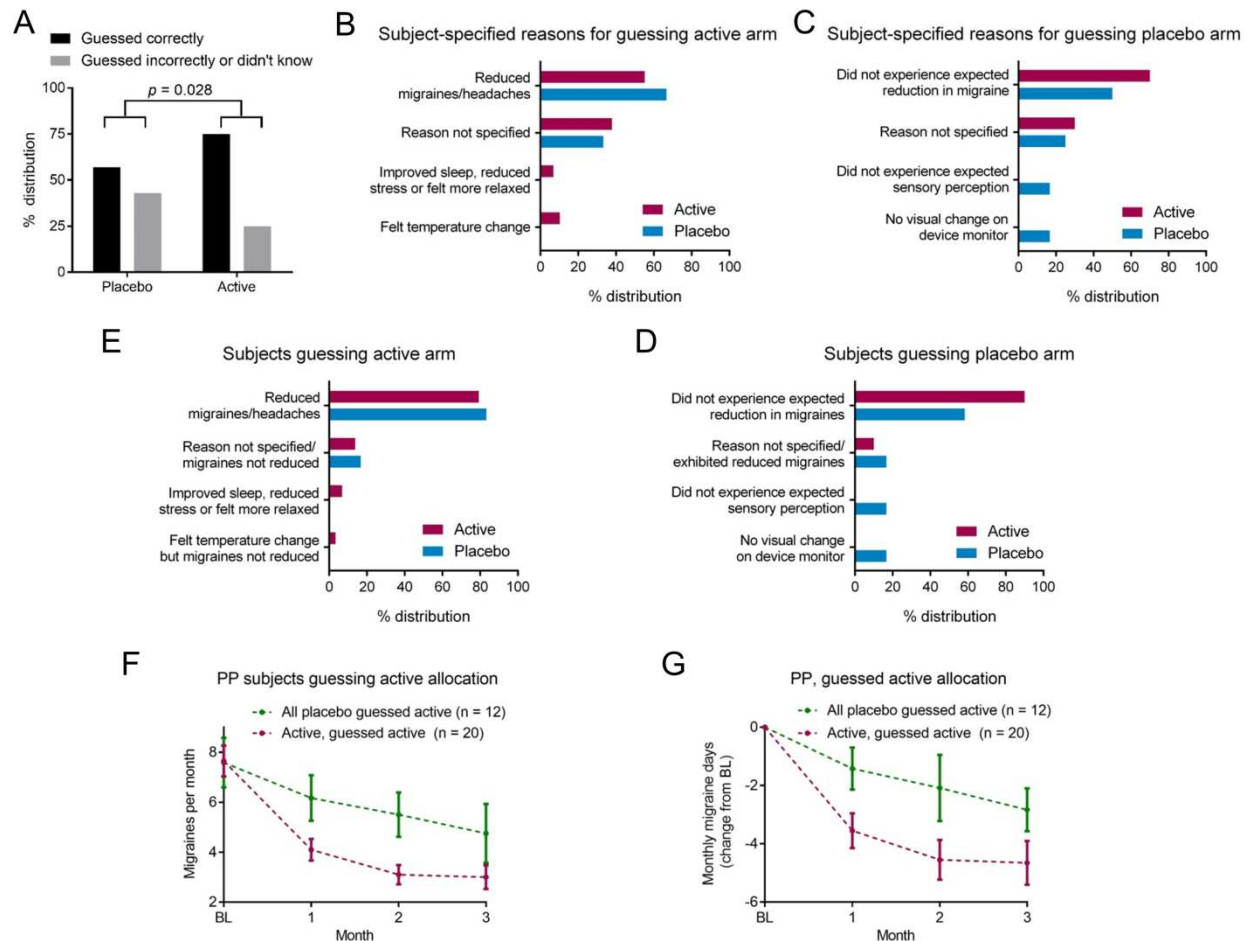 A
Guessed correctly
Guessed incorrectly or didn't know
p = 0.028
% distribution
100
75
50
25
0
Placebo
Active
B
Subject-specified reasons for guessing active arm
Reduced
migraines/headaches
Reason not specified
Improved sleep, reduced
stress or felt more relaxed
Felt temperature change
Active
Placebo
0 20 40 60 80 100
% distribution
C
Subject-specified reasons for guessing placebo arm
Did not experience expected
reduction in migraine
Reason not specified
Did not experience expected
sensory perception
No visual change on
device monitor
Active
Placebo
0 20 40 60 80 100
% distribution
E
Subjects guessing active arm
Reduced
migraines/headaches
Reason not specified/
migraines not reduced
Improved sleep, reduced
stress or felt more relaxed
Felt temperature change
but migraines not reduced
Active
Placebo
0 20 40 60 80 100
% distribution
D
Subjects guessing placebo arm
Did not experience expected
reduction in migraines
Reason not specified/
exhibited reduced migraines
Did not experience expected
sensory perception
No visual change
on device monitor
Active
Placebo
0 20 40 60 80 100
% distribution
F
PP subjects guessing active allocation
All placebo guessed active (n = 12)
Active, guessed active (n = 20)
Migraines per month
8
6
4
2
BL 1 2 3
Month
G
PP, guessed active allocation
All placebo guessed active (n = 12)
Active, guessed active (n = 20)
Monthly migraine days
(change from BL)
0
-2
-4
-6
BL 1 2 3
Month